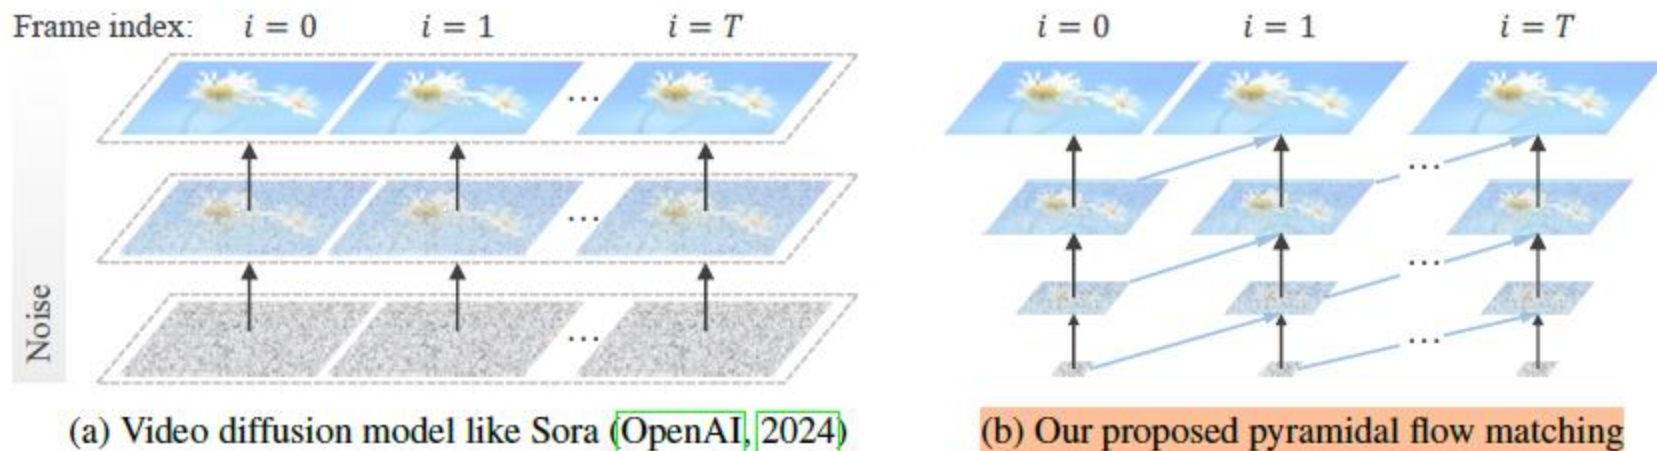 Frame index: i = 0 i = 1 i = T
i = 0 i = 1 i = T
...
...
...
...
...
...
Noise
(a) Video diffusion model like Sora (OpenAI, 2024)
(b) Our proposed pyramidal flow matching